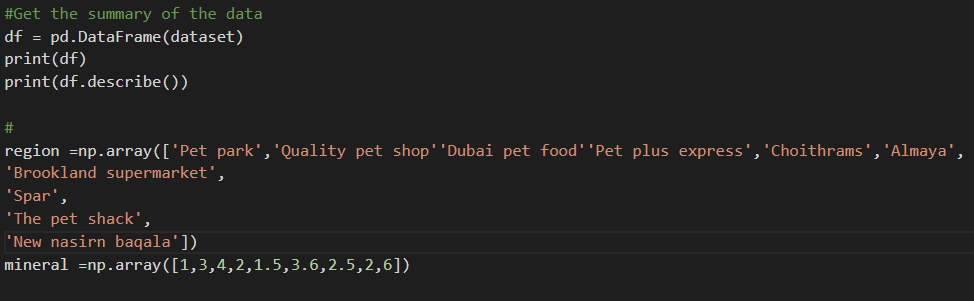 #Get the summary of the data
df = pd.DataFrame(dataset)
print(df)
print(df.describe())
#
region =np.array(['Pet park','Quality pet shop''Dubai pet food''Pet plus express','Choithrams','Almaya',
'Brookland supermarket',
'Spar',
'The pet shack',
'New nasirn baqala'])
mineral =np.array([1,3,4,2,1.5,3.6,2.5,2,6])